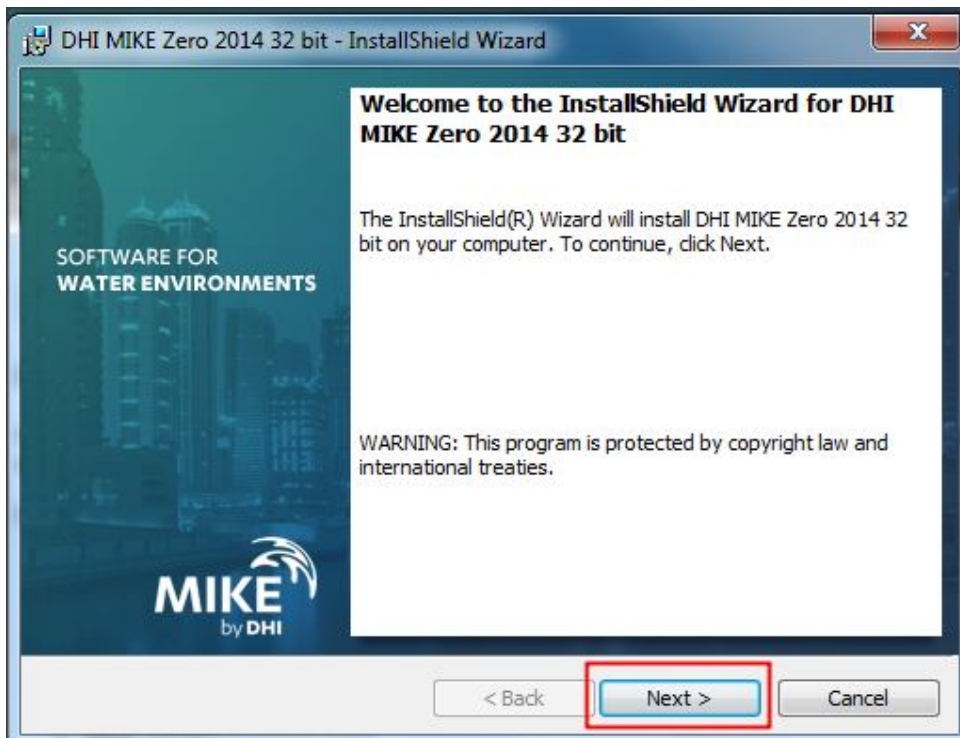 DHI MIKE Zero 2014 32 bit - InstallShield Wizard
x
Welcome to the InstallShield Wizard for DHI
MIKE Zero 2014 32 bit
The InstallShield(R) Wizard will install DHI MIKE Zero 2014 32
bit on your computer. To continue, click Next.
SOFTWARE FOR
WATER ENVIRONMENTS
WARNING: This program is protected by copyright law and
international treaties.
MIKE
by DHI
< Back
Next >
Cancel